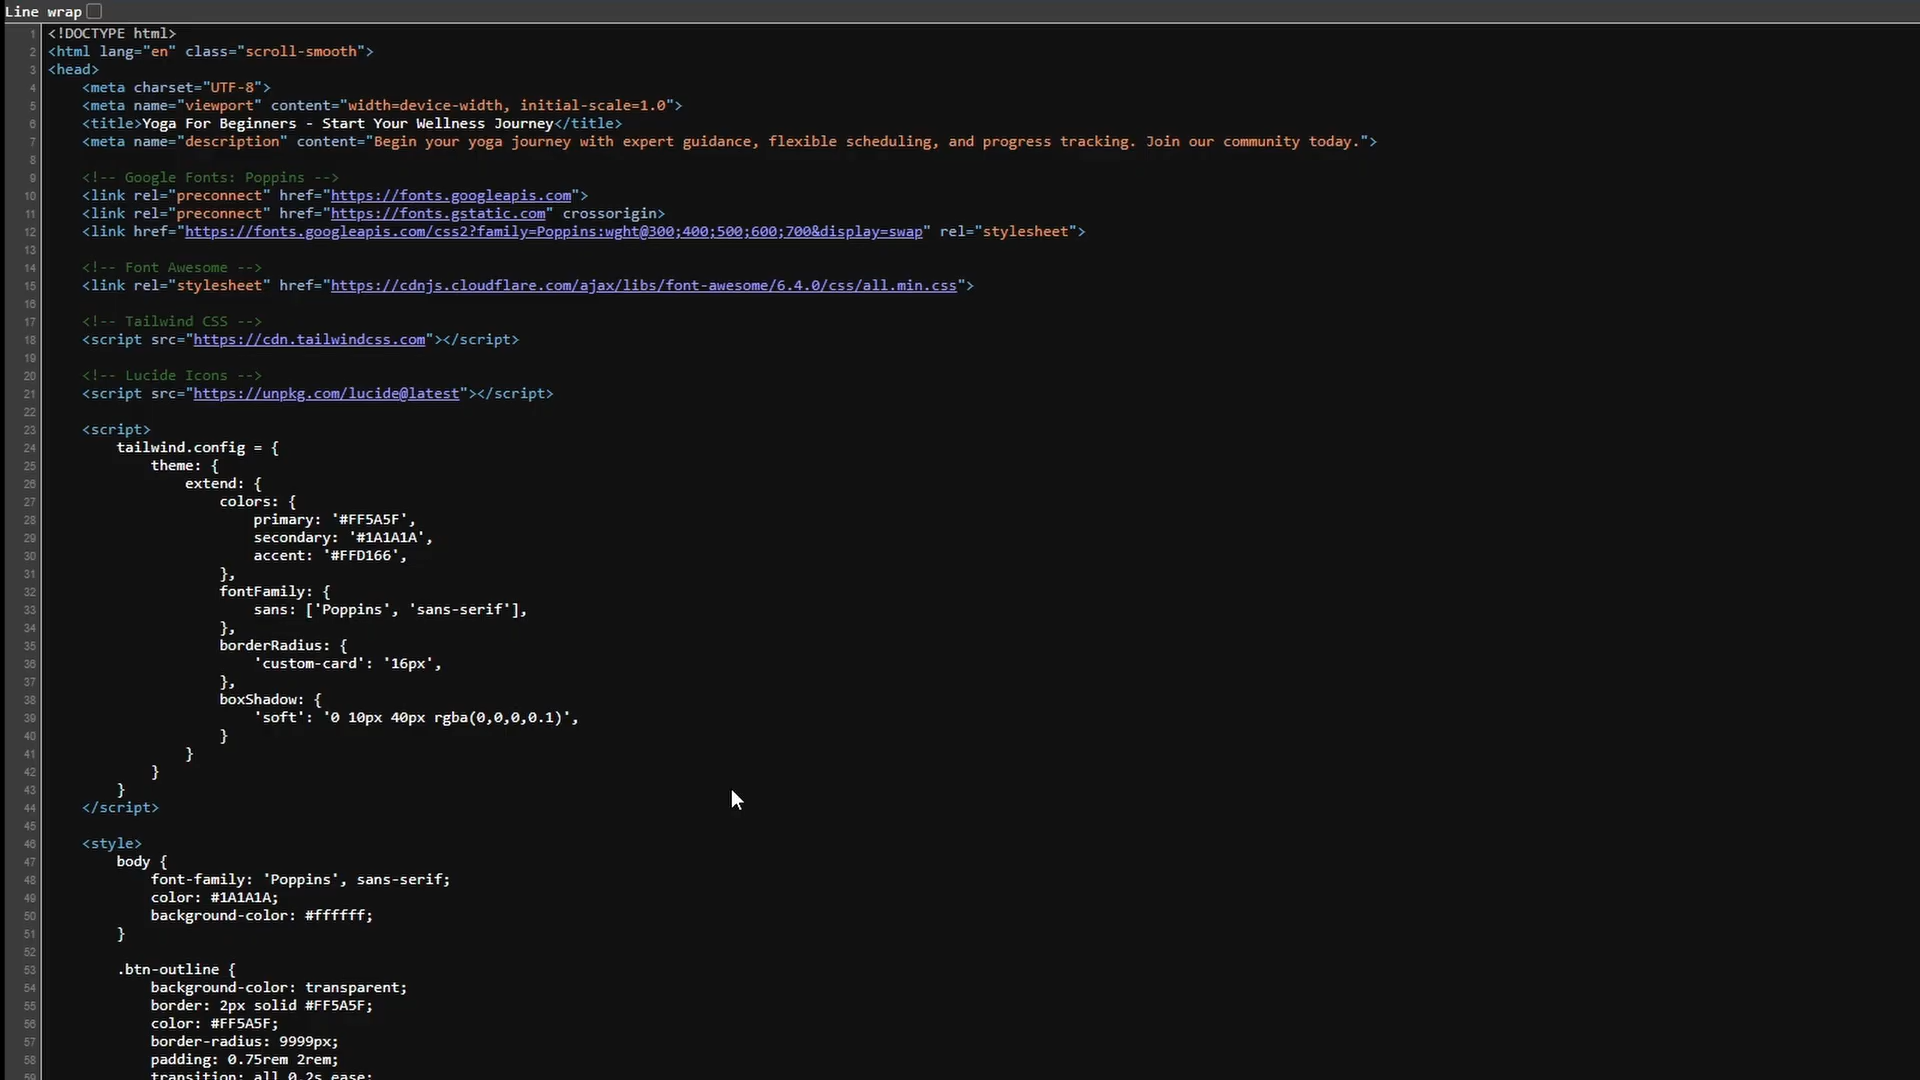 Line wrap
1 <!DOCTYPE html>
2 <html lang="en" class="scroll-smooth">
3 <head>
4     <meta charset="UTF-8">
5     <meta name="viewport" content="width=device-width, initial-scale=1.0">
6     <title>Yoga For Beginners - Start Your Wellness Journey</title>
7     <meta name="description" content="Begin your yoga journey with expert guidance, flexible scheduling, and progress tracking. Join our community today.">
8
9     <!-- Google Fonts: Poppins -->
10     <link rel="preconnect" href="https://fonts.googleapis.com">
11     <link rel="preconnect" href="https://fonts.gstatic.com" crossorigin>
12     <link href="https://fonts.googleapis.com/css2?family=Poppins:wght@300;400;500;600;700&display=swap" rel="stylesheet">
13
14     <!-- Font Awesome -->
15     <link rel="stylesheet" href="https://cdnjs.cloudflare.com/ajax/libs/font-awesome/6.4.0/css/all.min.css">
16
17     <!-- Tailwind CSS -->
18     <script src="https://cdn.tailwindcss.com"></script>
19
20     <!-- Lucide Icons -->
21     <script src="https://unpkg.com/lucide@latest"></script>
22
23     <script>
24         tailwind.config = {
25             theme: {
26                 extend: {
27                     colors: {
28                         primary: '#FF5A5F',
29                         secondary: '#1A1A1A',
30                         accent: '#FFD166',
31                     },
32                     fontFamily: {
33                         sans: ['Poppins', 'sans-serif'],
34                     },
35                     borderRadius: {
36                         'custom-card': '16px',
37                     },
38                     boxShadow: {
39                         'soft': '0 10px 40px rgba(0,0,0,0.1)',
40                     }
41                 }
42             }
43         }
44     </script>
45
46     <style>
47         body {
48             font-family: 'Poppins', sans-serif;
49             color: #1A1A1A;
50             background-color: #ffffff;
51         }
52
53         .btn-outline {
54             background-color: transparent;
55             border: 2px solid #FF5A5F;
56             color: #FF5A5F;
57             border-radius: 9999px;
58             padding: 0.75rem 2rem;
59             transition: all 0.2s ease;